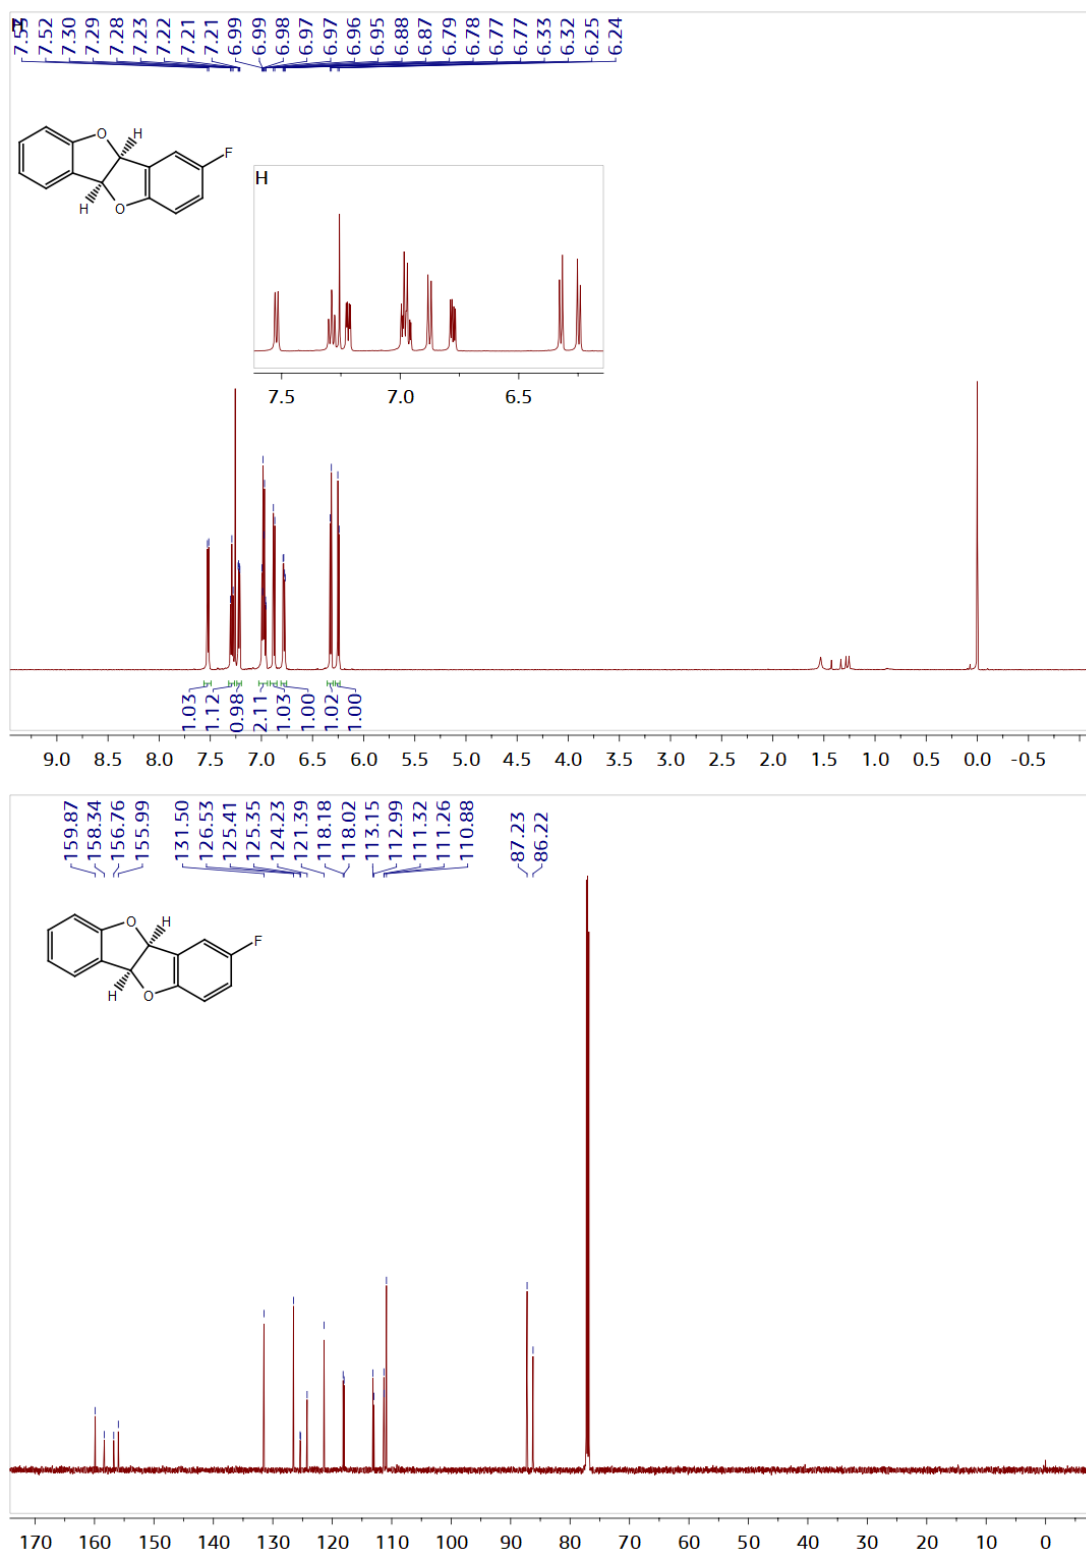 H
7.53 7.52 7.30 7.29 7.28 7.23 7.22 7.21 7.21 6.99 6.99 6.98 6.97 6.97 6.96 6.95 6.88 6.87 6.79 6.78 6.77 6.77 6.33 6.32 6.25 6.24
O H
F
H O
H
7.5 7.0 6.5
1.03 1.12 0.98 2.11 1.03 1.00 1.02 1.00
9.0 8.5 8.0 7.5 7.0 6.5 6.0 5.5 5.0 4.5 4.0 3.5 3.0 2.5 2.0 1.5 1.0 0.5 0.0 -0.5
159.87 158.34 156.76 155.99 131.50 126.53 125.41 125.35 124.23 121.39 118.18 118.02 113.15 112.99 111.32 111.26 110.88 87.23 86.22
O H
F
H O
170 160 150 140 130 120 110 100 90 80 70 60 50 40 30 20 10 0